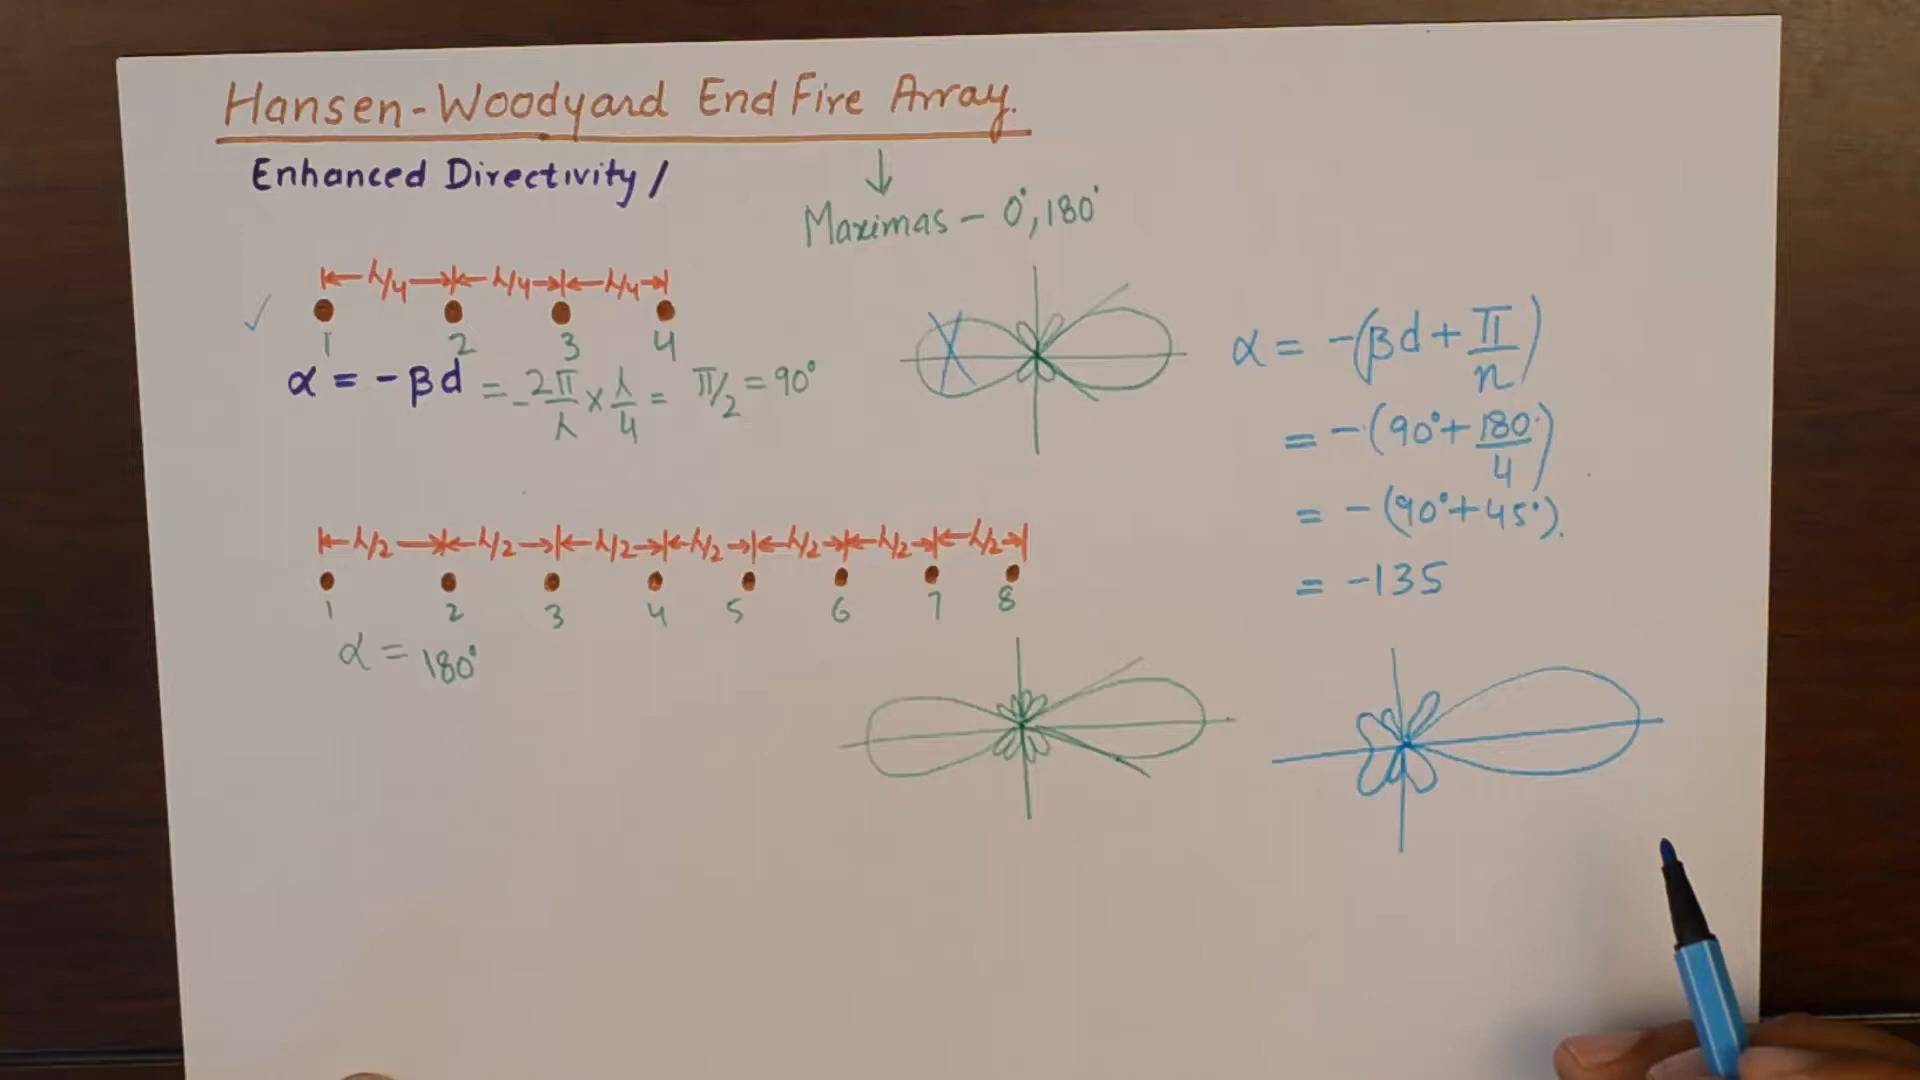 Hansen-Woodyard End Fire Array.
Enhanced Directivity /
Maximas - 0°, 180°
λ/4 λ/4 λ/4
1 2 3 4
α = -βd = -2π/λ × λ/4 = π/2 = 90°
α = -(βd + π/n)
= -(90° + 180/4)
= -(90° + 45°).
= -135
λ/2 λ/2 λ/2 λ/2 λ/2 λ/2 λ/2
1 2 3 4 5 6 7 8
α = 180°